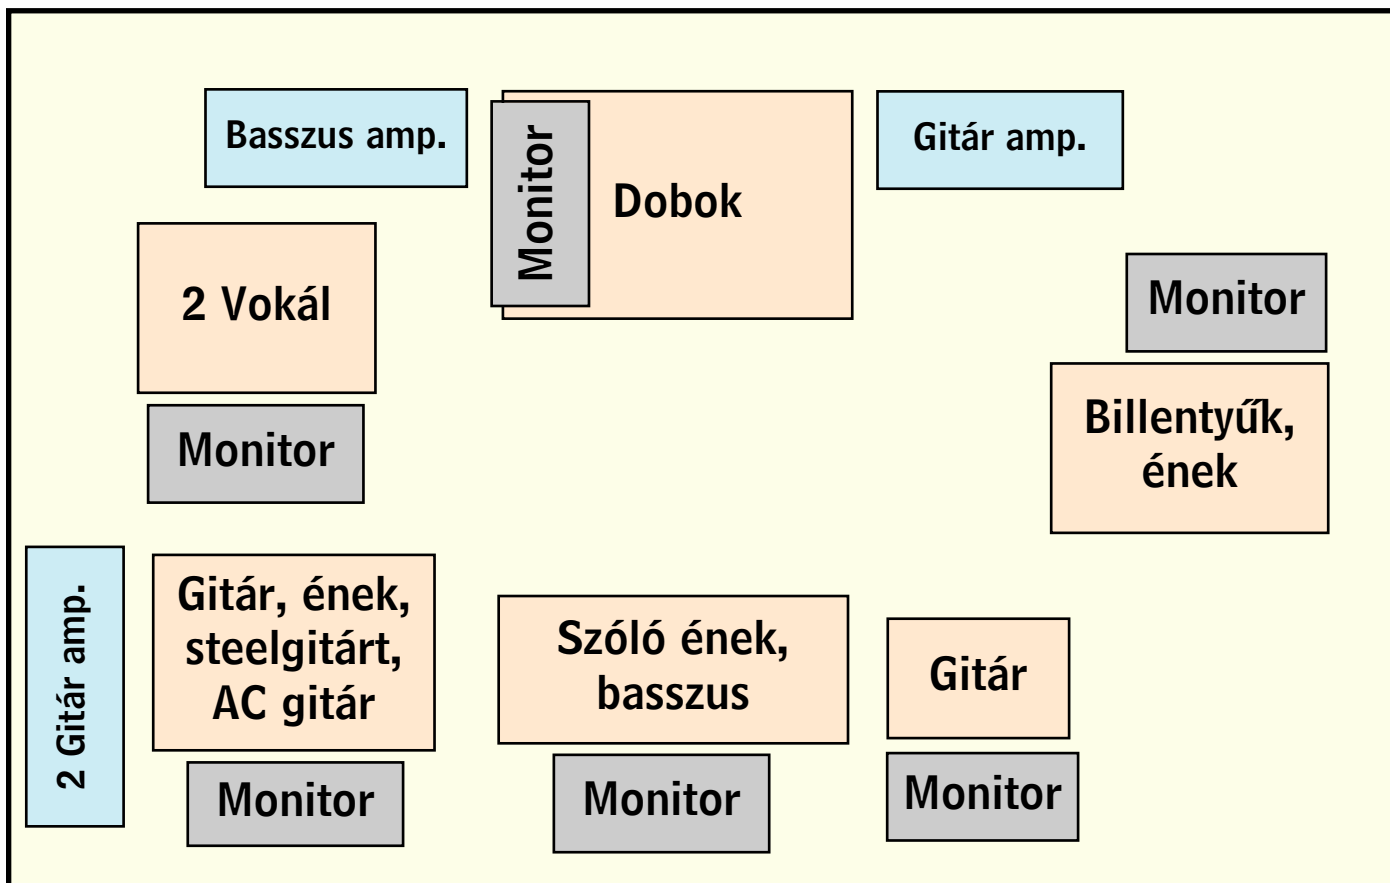 Basszus amp.
Monitor
Dobok
Gitár amp.
2 Vokál
Monitor
Monitor
Billentyűk,
ének
2 Gitár amp.
Gitár, ének,
steelgitárt,
AC gitár
Monitor
Szóló ének,
basszus
Monitor
Gitár
Monitor